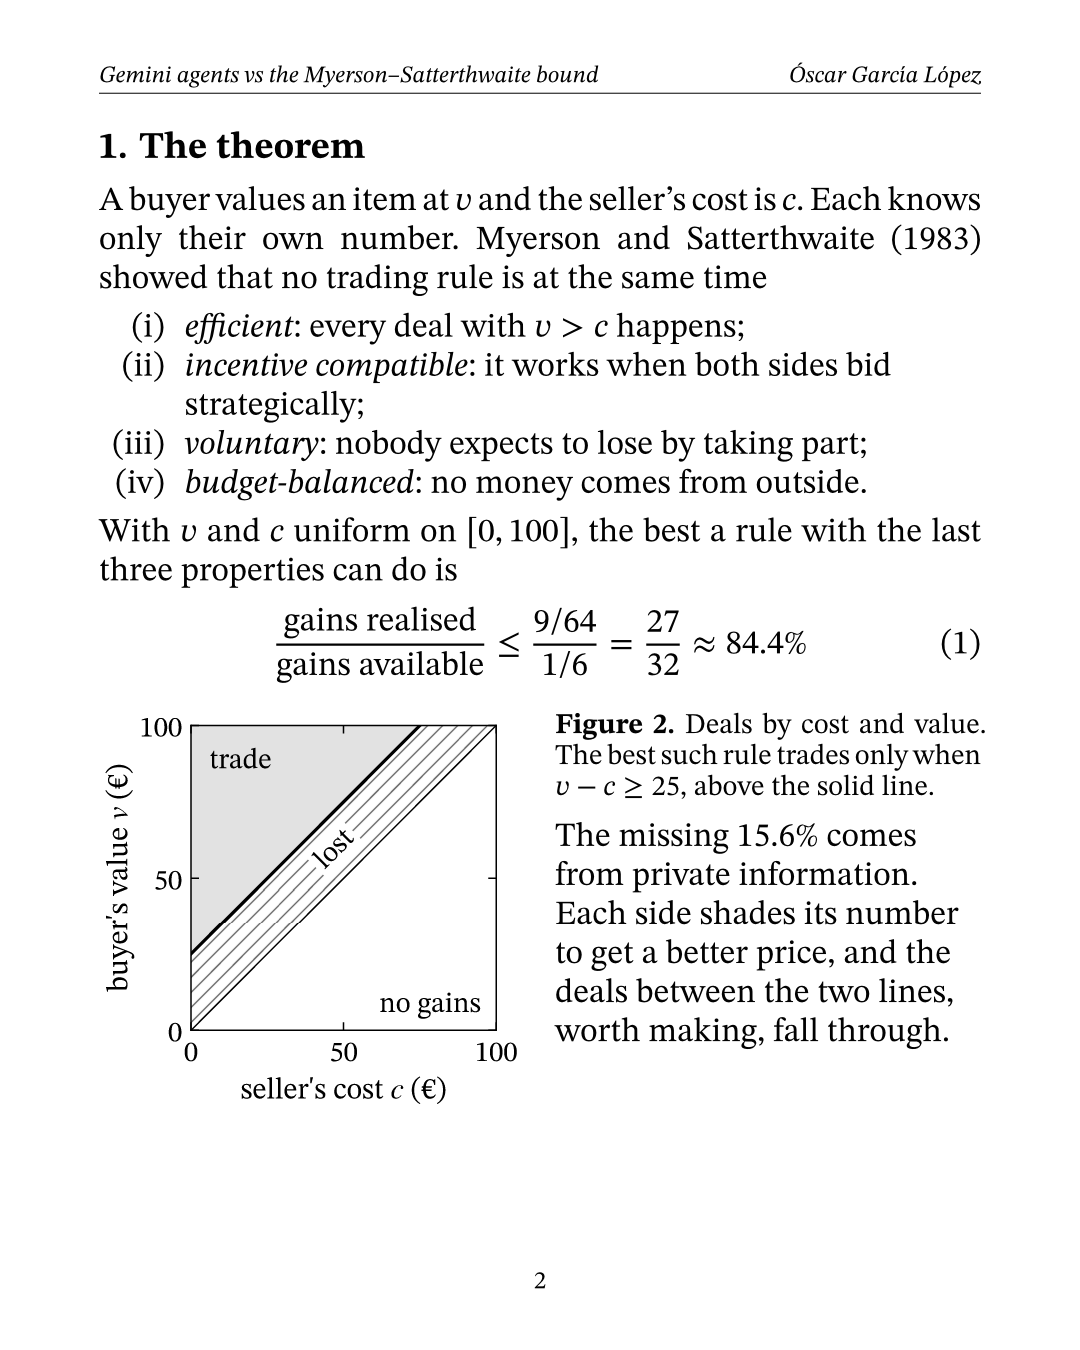 Gemini agents vs the Myerson–Satterthwaite bound Óscar García López
1. The theorem
A buyer values an item at v and the seller's cost is c. Each knows
only their own number. Myerson and Satterthwaite (1983)
showed that no trading rule is at the same time
(i) efficient: every deal with v > c happens;
(ii) incentive compatible: it works when both sides bid
strategically;
(iii) voluntary: nobody expects to lose by taking part;
(iv) budget-balanced: no money comes from outside.
With v and c uniform on [0, 100], the best a rule with the last
three properties can do is
gains realised / gains available ≤ 9/64 / 1/6 = 27/32 ≈ 84.4% (1)
100
50
0
0 50 100
buyer's value v (€)
seller's cost c (€)
trade
lost
no gains
Figure 2. Deals by cost and value.
The best such rule trades only when
v − c ≥ 25, above the solid line.
The missing 15.6% comes
from private information.
Each side shades its number
to get a better price, and the
deals between the two lines,
worth making, fall through.
2